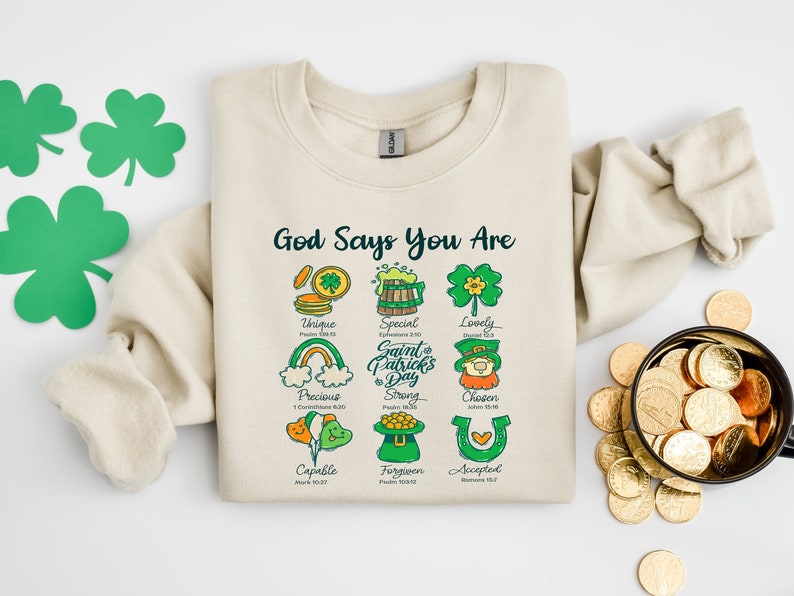 GILDAN
God Says You Are
Unique
Psalm 139:13
Special
Ephesians 2:10
Lovely
Daniel 12:3
Precious
1 Corinthians 6:20
Saint
Patrick's
Day
Strong
Psalm 18:35
Chosen
John 15:16
Capable
Mark 10:27
Forgiven
Psalm 103:12
Accepted
Romans 15:7